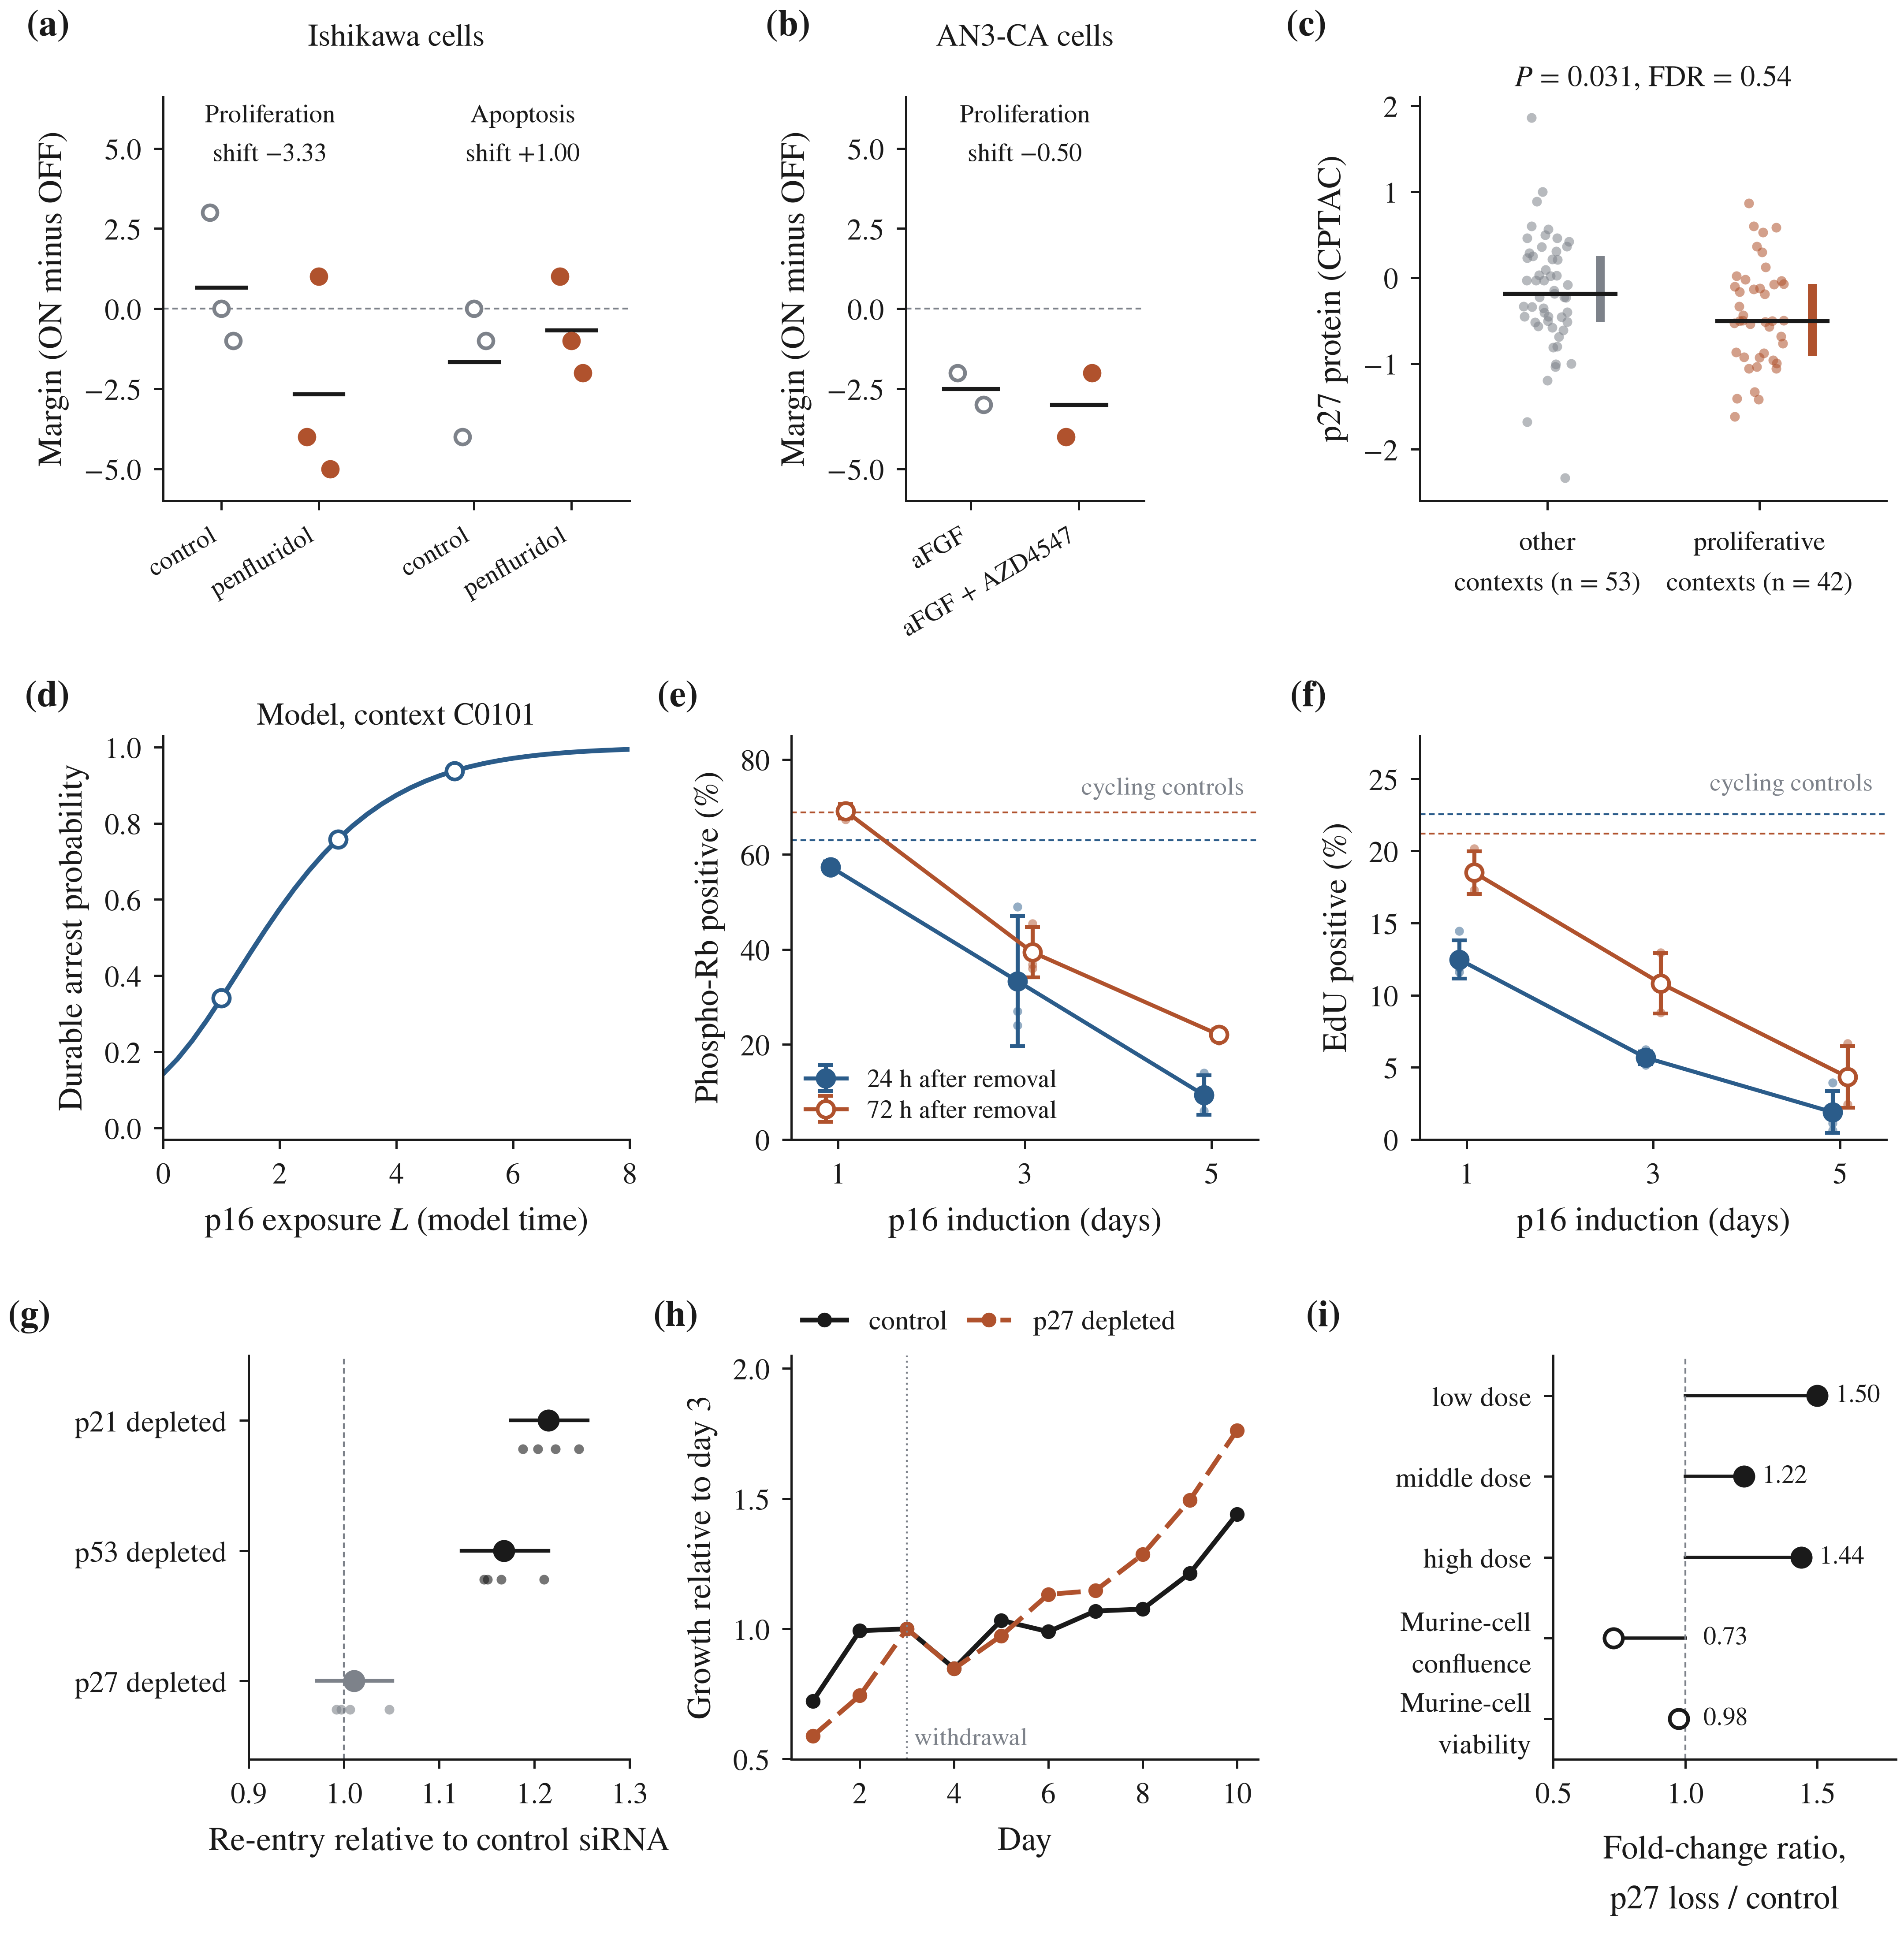 (a)
Ishikawa cells
Proliferation
shift −3.33
Apoptosis
shift +1.00
Margin (ON minus OFF)
5.0
2.5
0.0
−2.5
−5.0
control
penfluridol
control
penfluridol
(b)
AN3-CA cells
Proliferation
shift −0.50
Margin (ON minus OFF)
5.0
2.5
0.0
−2.5
−5.0
aFGF
aFGF + AZD4547
(c)
P = 0.031, FDR = 0.54
p27 protein (CPTAC)
2
1
0
−1
−2
other
contexts (n = 53)
proliferative
contexts (n = 42)
(d)
Model, context C0101
Durable arrest probability
1.0
0.8
0.6
0.4
0.2
0.0
0 2 4 6 8
p16 exposure L (model time)
(e)
Phospho-Rb positive (%)
80
60
40
20
0
cycling controls
24 h after removal
72 h after removal
1 3 5
p16 induction (days)
(f)
EdU positive (%)
25
20
15
10
5
0
cycling controls
1 3 5
p16 induction (days)
(g)
p21 depleted
p53 depleted
p27 depleted
0.9 1.0 1.1 1.2 1.3
Re-entry relative to control siRNA
(h)
control
p27 depleted
Growth relative to day 3
2.0
1.5
1.0
0.5
withdrawal
2 4 6 8 10
Day
(i)
low dose
1.50
middle dose
1.22
high dose
1.44
Murine-cell
confluence
0.73
Murine-cell
viability
0.98
0.5 1.0 1.5
Fold-change ratio,
p27 loss / control